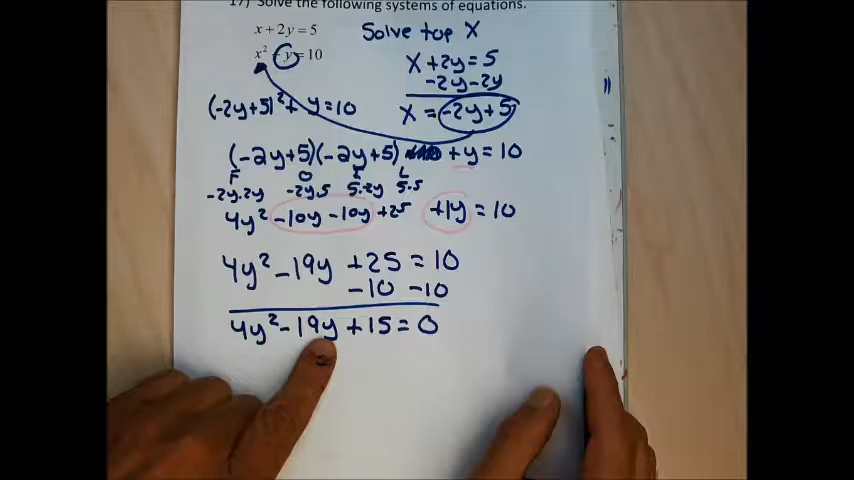 17) Solve the following systems of equations.
x + 2y = 5
Solve top X
x² y = 10
X + 2y = 5
-2y -2y
X = -2y + 5
(-2y+5)² + y = 10
(-2y+5)(-2y+5) + y = 10
F O I L
-2y·2y -2y·5 5·2y 5·5
4y² -10y -10y +25 +1y = 10
4y² -19y +25 = 10
-10 -10
4y² -19y +15 = 0